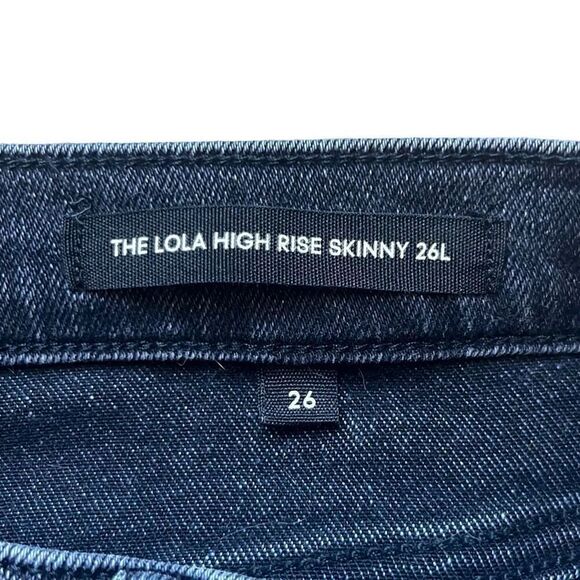 THE LOLA HIGH RISE SKINNY 26L
26